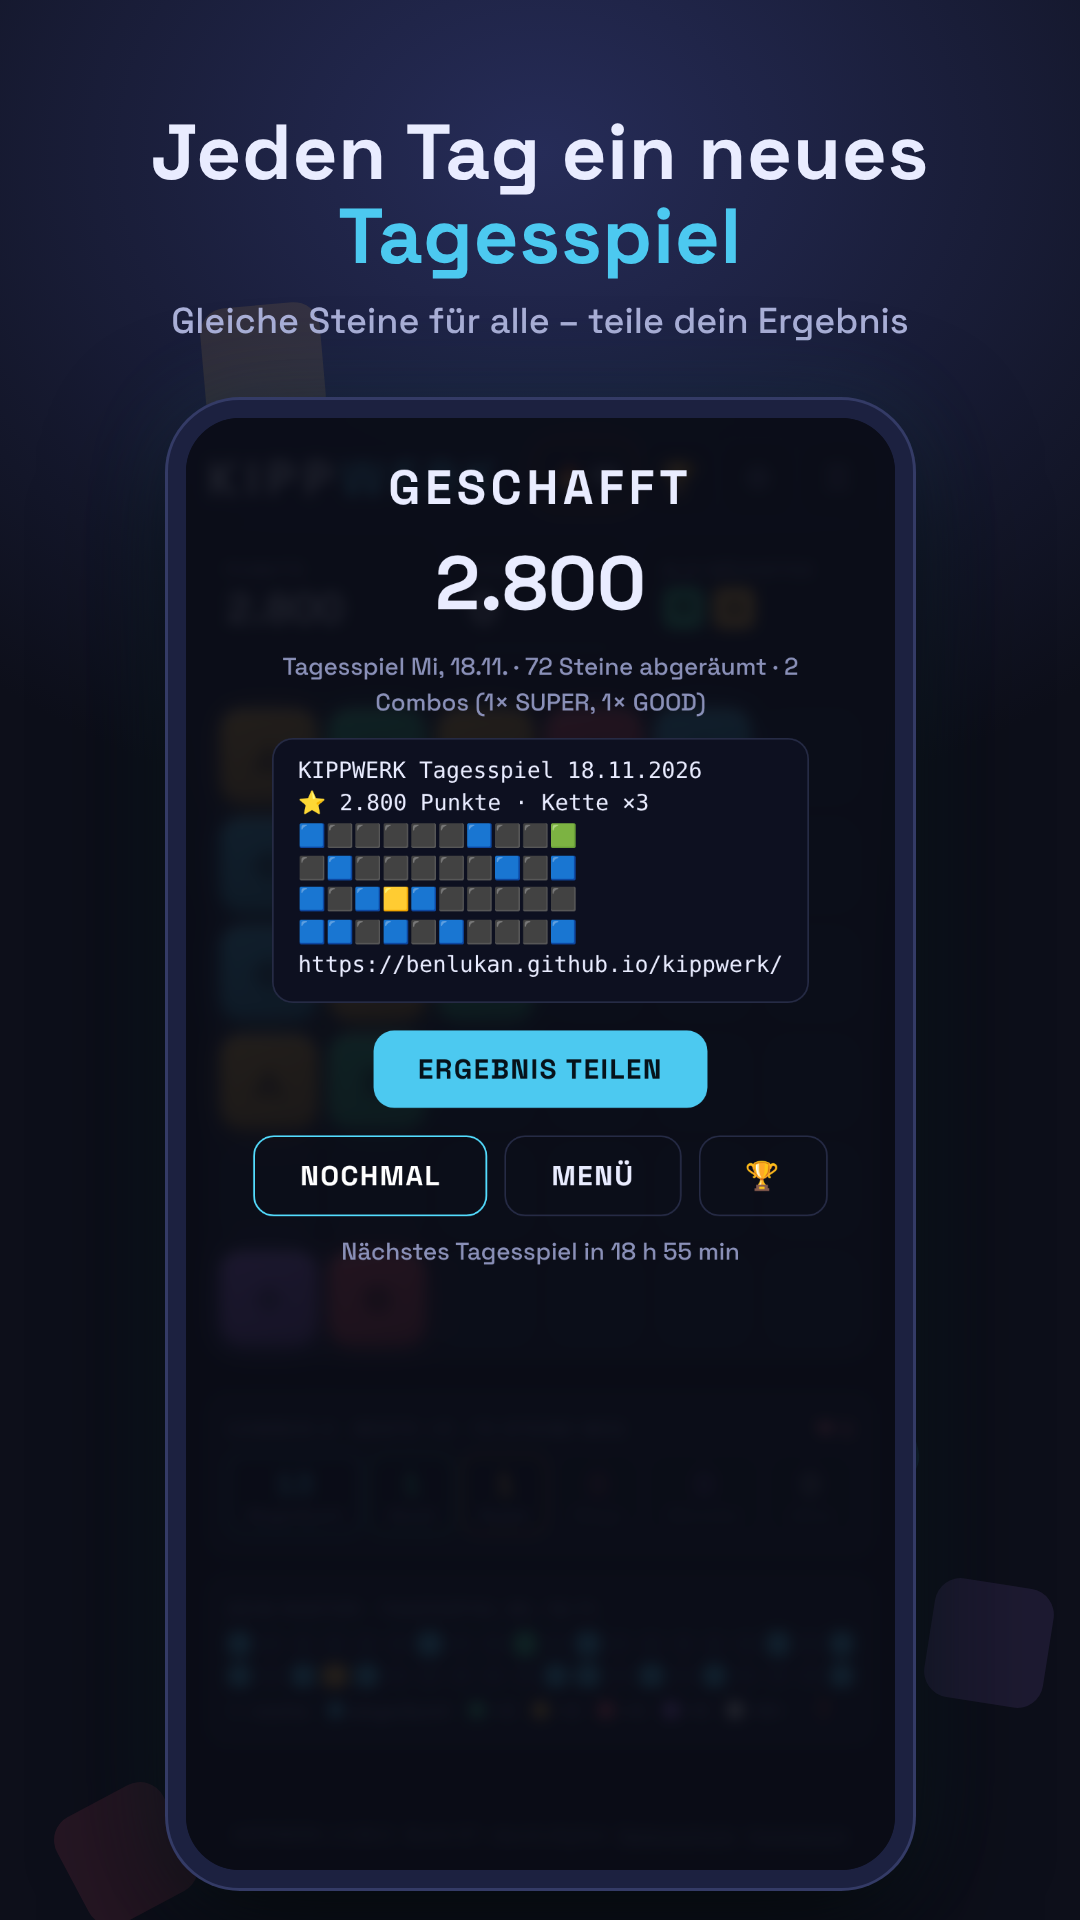 Jeden Tag ein neues
Tagesspiel
Gleiche Steine für alle – teile dein Ergebnis
GESCHAFFT
2.800
Tagesspiel Mi, 18.11. · 72 Steine abgeräumt · 2
Combos (1× SUPER, 1× GOOD)
KIPPWERK Tagesspiel 18.11.2026
⭐ 2.800 Punkte · Kette ×3
🟦⬛⬛⬛⬛⬛🟦⬛⬛🟩
⬛🟦⬛⬛⬛⬛⬛🟦⬛🟦
🟦⬛🟦🟨🟦⬛⬛⬛⬛⬛
🟦🟦⬛🟦⬛🟦⬛⬛⬛🟦
https://benlukan.github.io/kippwerk/
ERGEBNIS TEILEN
NOCHMAL MENÜ 🏆
Nächstes Tagesspiel in 18 h 55 min